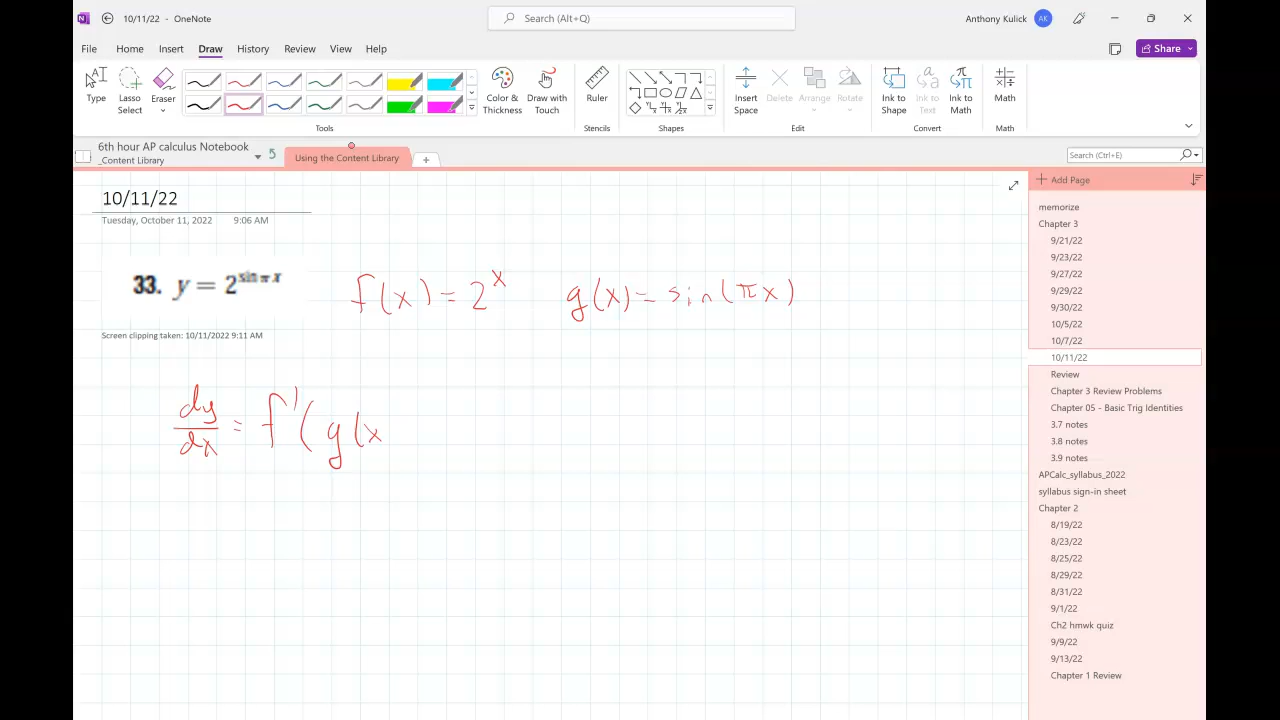 10/11/22 - OneNote
Search (Alt+Q)
Anthony Kulick AK
File Home Insert Draw History Review View Help
Share
Type Lasso Select Eraser
Color & Thickness Draw with Touch
Ruler
Insert Space Delete Arrange Rotate
Ink to Shape Ink to Text Ink to Math
Math
Tools Stencils Shapes Edit Convert Math
6th hour AP calculus Notebook
_Content Library
Using the Content Library
Search (Ctrl+E)
10/11/22
Tuesday, October 11, 2022 9:06 AM
33. y = 2^{sin πx} f(x) = 2^x g(x) = sin(πx)
Screen clipping taken: 10/11/2022 9:11 AM
dy/dx = f'(g(x
Add Page
memorize
Chapter 3
9/21/22
9/23/22
9/27/22
9/29/22
9/30/22
10/5/22
10/7/22
10/11/22
Review
Chapter 3 Review Problems
Chapter 05 - Basic Trig Identities
3.7 notes
3.8 notes
3.9 notes
APCalc_syllabus_2022
syllabus sign-in sheet
Chapter 2
8/19/22
8/23/22
8/25/22
8/29/22
8/31/22
9/1/22
Ch2 hmwk quiz
9/9/22
9/13/22
Chapter 1 Review